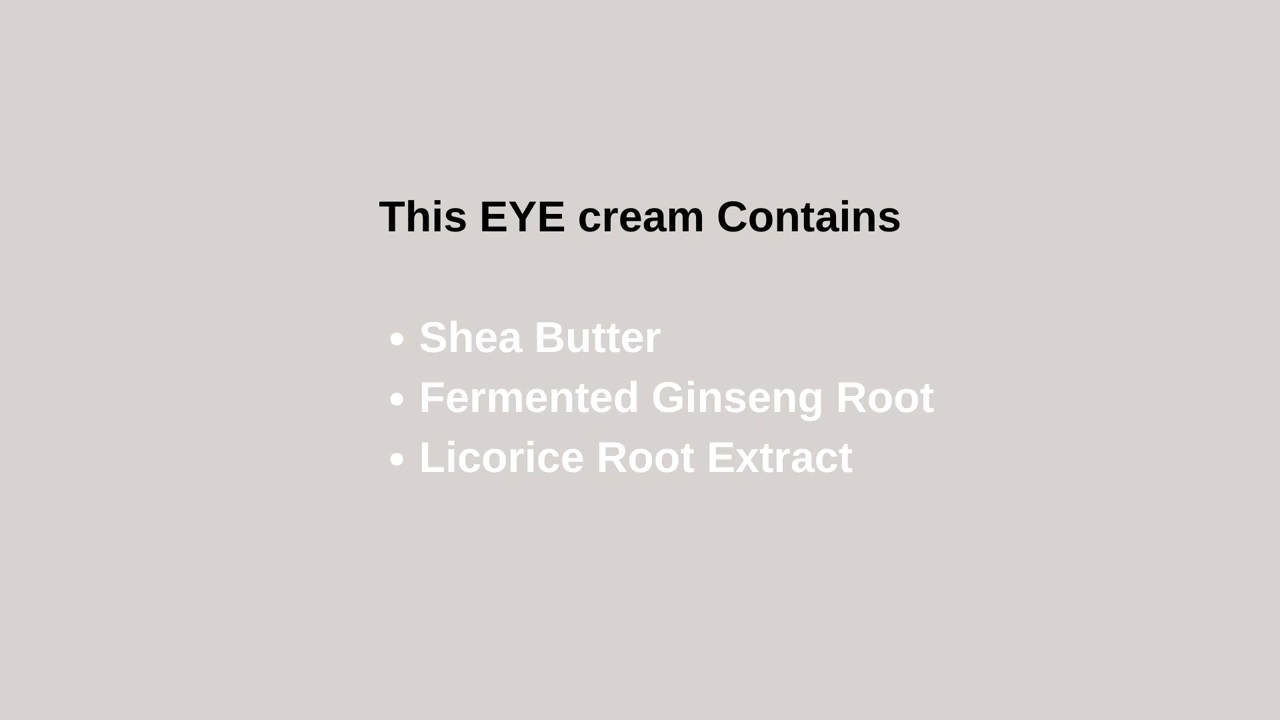 This EYE cream Contains
• Shea Butter
• Fermented Ginseng Root
• Licorice Root Extract